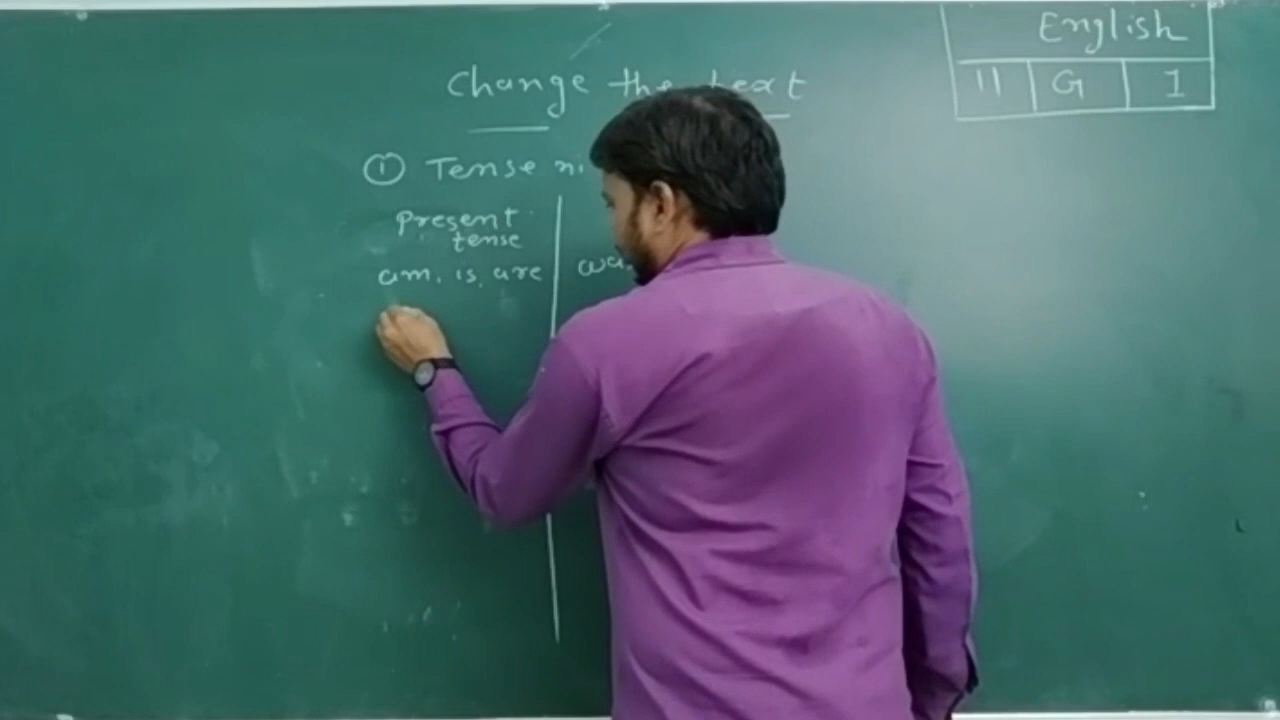 English
11 G 1
Change the text
① Tense
present
tense
am, is, are